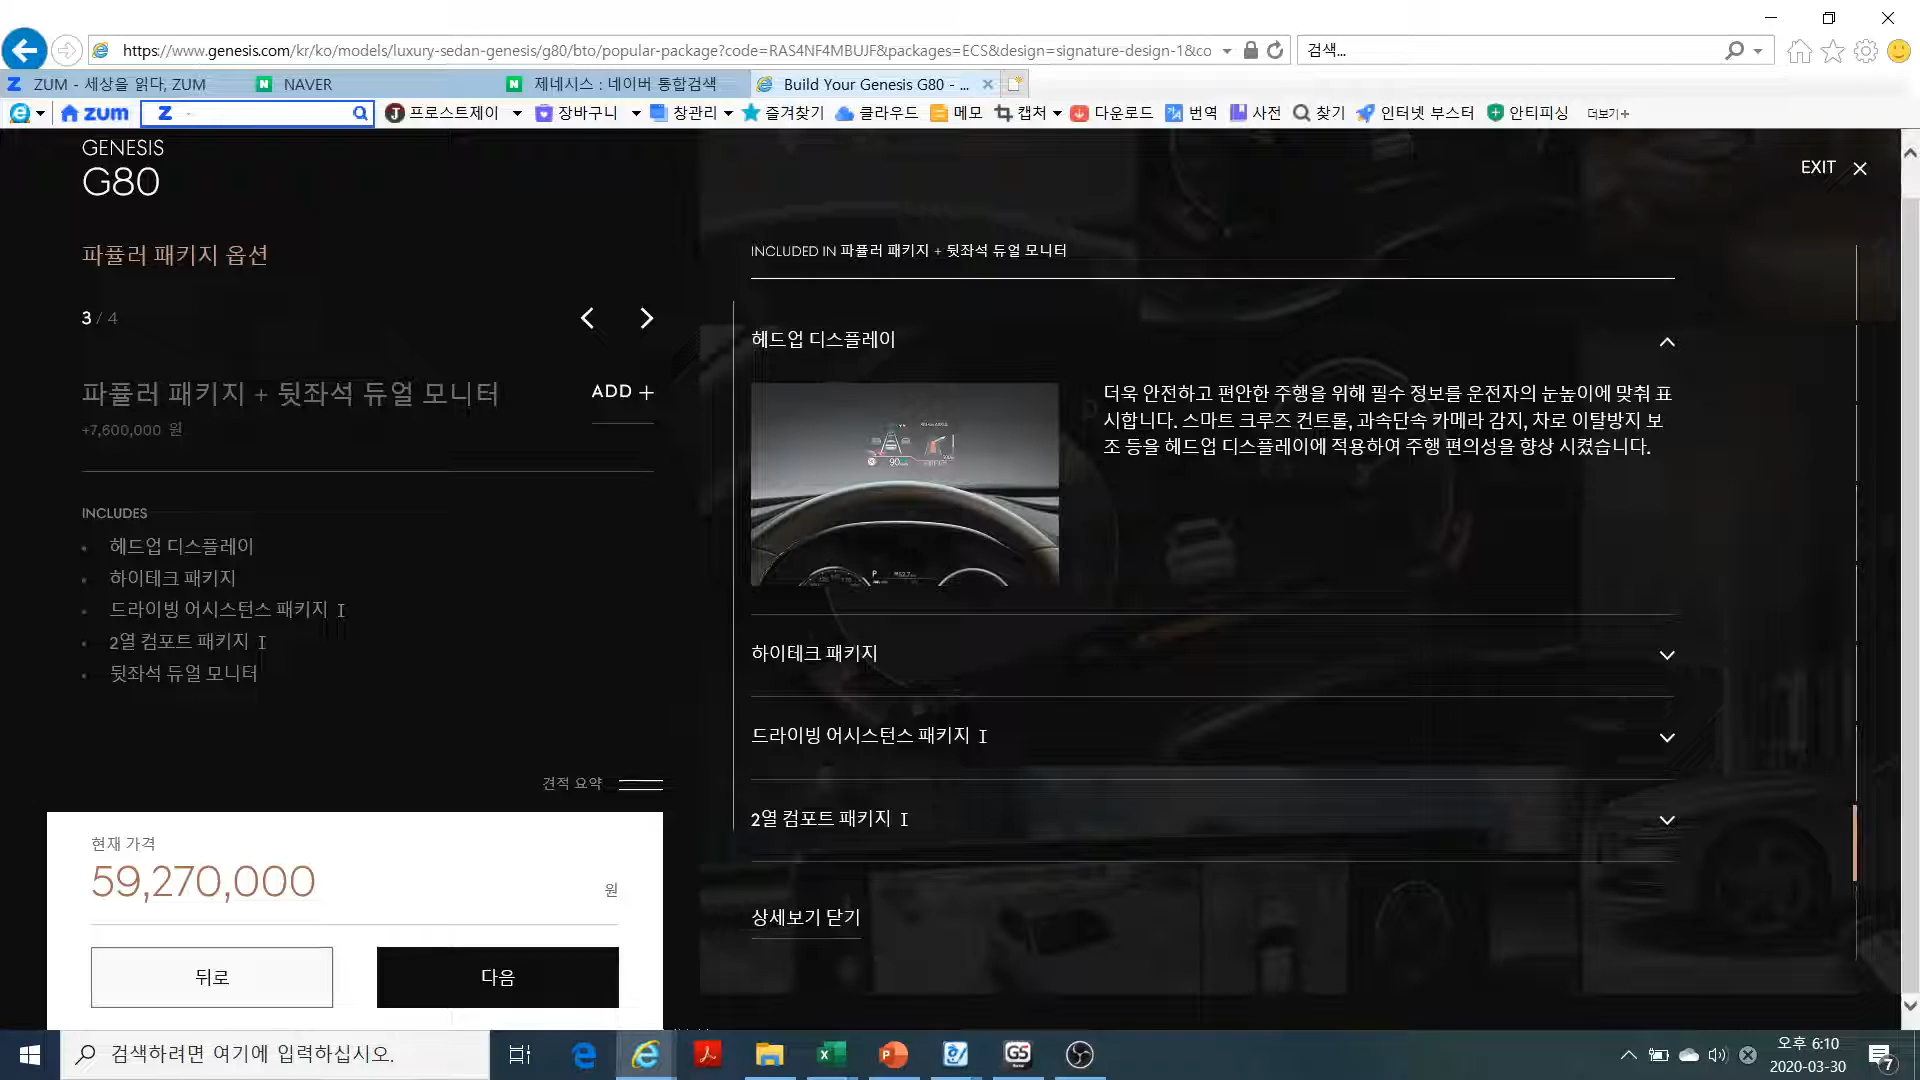 https://www.genesis.com/kr/ko/models/luxury-sedan-genesis/g80/bto/popular-package?code=RAS4NF4MBUJF&packages=ECS&design=signature-design-1&co
검색...
ZUM - 세상을 읽다, ZUM
NAVER
제네시스 : 네이버 통합검색
Build Your Genesis G80 - ...
zum
프로스트제이
장바구니
창관리
즐겨찾기
클라우드
메모
캡처
다운로드
번역
사전
찾기
인터넷 부스터
안티피싱
더보기+
GENESIS
G80
EXIT
파퓰러 패키지 옵션
3 / 4
파퓰러 패키지 + 뒷좌석 듀얼 모니터
ADD +
+7,600,000 원
INCLUDES
헤드업 디스플레이
하이테크 패키지
드라이빙 어시스턴스 패키지 I
2열 컴포트 패키지 I
뒷좌석 듀얼 모니터
견적 요약
현재 가격
59,270,000 원
뒤로
다음
INCLUDED IN 파퓰러 패키지 + 뒷좌석 듀얼 모니터
헤드업 디스플레이
더욱 안전하고 편안한 주행을 위해 필수 정보를 운전자의 눈높이에 맞춰 표
시합니다. 스마트 크루즈 컨트롤, 과속단속 카메라 감지, 차로 이탈방지 보
조 등을 헤드업 디스플레이에 적용하여 주행 편의성을 향상 시켰습니다.
90
하이테크 패키지
드라이빙 어시스턴스 패키지 I
2열 컴포트 패키지 I
상세보기 닫기
검색하려면 여기에 입력하십시오.
오후 6:10
2020-03-30
7